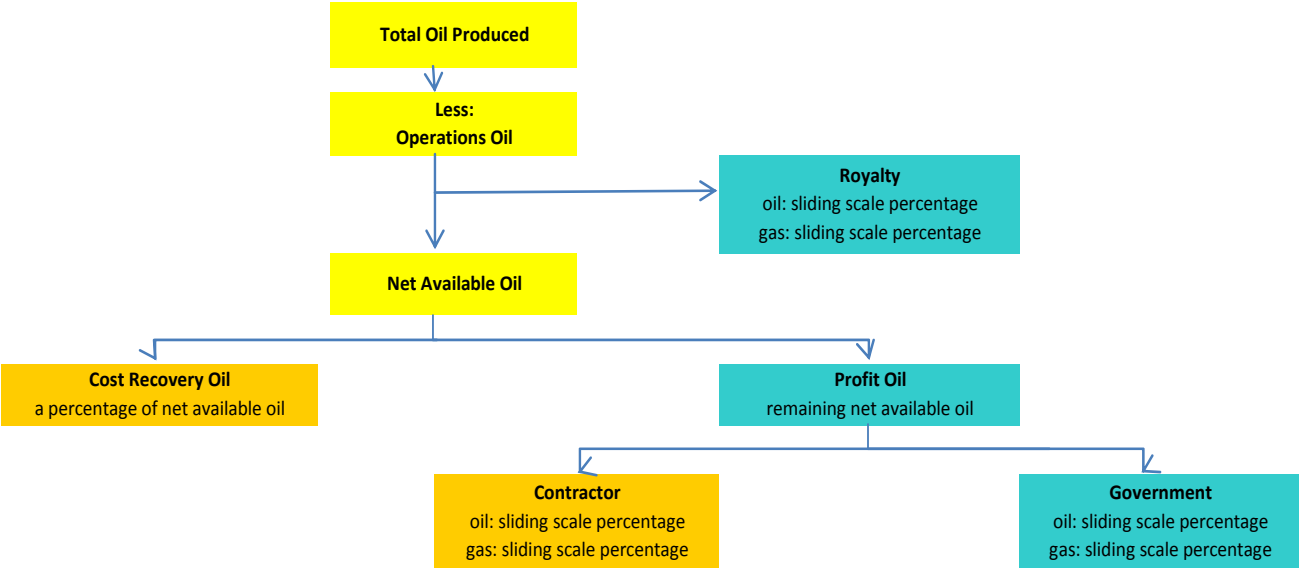 Total Oil Produced
Less:
Operations Oil
Royalty
oil: sliding scale percentage
gas: sliding scale percentage
Net Available Oil
Cost Recovery Oil
a percentage of net available oil
Profit Oil
remaining net available oil
Contractor
oil: sliding scale percentage
gas: sliding scale percentage
Government
oil: sliding scale percentage
gas: sliding scale percentage